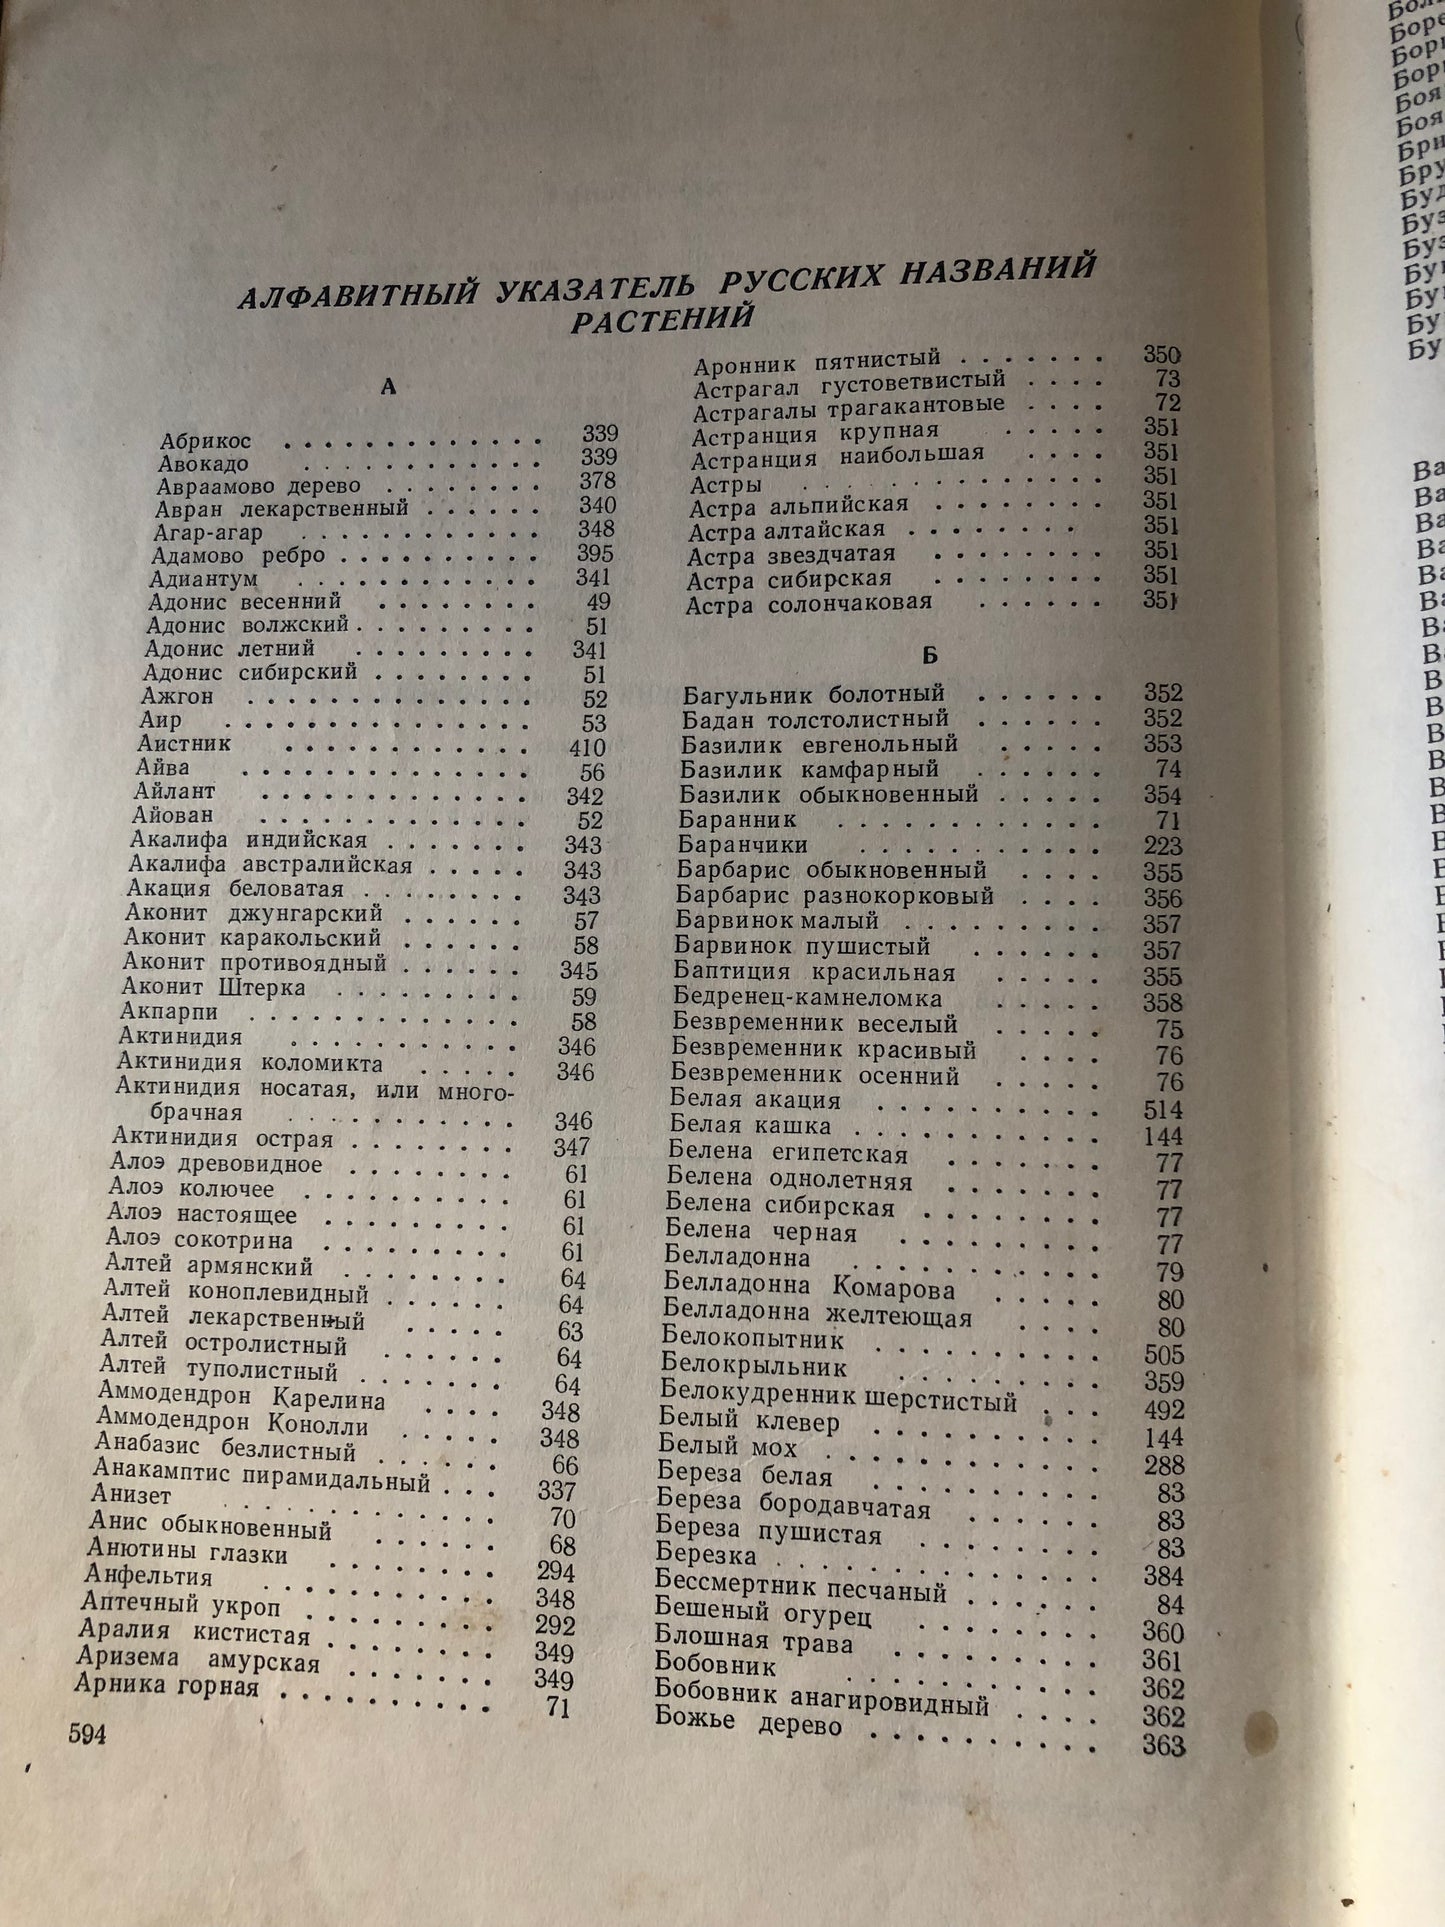 АЛФАВИТНЫЙ УКАЗАТЕЛЬ РУССКИХ НАЗВАНИЙ
РАСТЕНИЙ
А
Абрикос . . . . . . . . . . . . . 339
Авокадо . . . . . . . . . . . . 339
Авраамово дерево . . . . . . . . 378
Авран лекарственный . . . . . . 340
Агар-агар . . . . . . . . . . . . 348
Адамово ребро . . . . . . . . . . 395
Адиантум . . . . . . . . . . . . 341
Адонис весенний . . . . . . . . 49
Адонис волжский . . . . . . . . . 51
Адонис летний . . . . . . . . . 341
Адонис сибирский . . . . . . . . 51
Ажгон . . . . . . . . . . . . . . 52
Аир . . . . . . . . . . . . . . . 53
Аистник . . . . . . . . . . . . 410
Айва . . . . . . . . . . . . . . 56
Айлант . . . . . . . . . . . . . 342
Айован . . . . . . . . . . . . . 52
Акалифа индийская . . . . . . . 343
Акалифа австралийская . . . . . 343
Акация беловатая . . . . . . . . 343
Аконит джунгарский . . . . . . 57
Аконит каракольский . . . . . . 58
Аконит противоядный . . . . . . 345
Аконит Штерка . . . . . . . . . 59
Акпарпи . . . . . . . . . . . . . 58
Актинидия . . . . . . . . . . . 346
Актинидия коломикта . . . . . 346
Актинидия носатая, или много-
брачная . . . . . . . . . . . 346
Актинидия острая . . . . . . . . 347
Алоэ древовидное . . . . . . . . 61
Алоэ колючее . . . . . . . . . . 61
Алоэ настоящее . . . . . . . . . 61
Алоэ сокотрина . . . . . . . . . 61
Алтей армянский . . . . . . . . 64
Алтей коноплевидный . . . . . . 64
Алтей лекарственный . . . . . 63
Алтей остролистный . . . . . . 64
Алтей туполистный . . . . . . . 64
Аммодендрон Карелина . . . . 348
Аммодендрон Конолли . . . . . 348
Анабазис безлистный . . . . . . 66
Анакамптис пирамидальный . . . 337
Анизет . . . . . . . . . . . . . 70
Анис обыкновенный . . . . . . 68
Анютины глазки . . . . . . . . 294
Анфельтия . . . . . . . . . . . 348
Аптечный укроп . . . . . . . . . 292
Аралия кистистая . . . . . . . . 349
Аризема амурская . . . . . . . 349
Арника горная . . . . . . . . . . 71
594
Аронник пятнистый . . . . . . . 350
Астрагал густоветвистый . . . . 73
Астрагалы трагакантовые . . . . 72
Астранция крупная . . . . . 351
Астранция наибольшая . . . . 351
Астры . . . . . . . . . . . . . 351
Астра альпийская . . . . . . . . 351
Астра алтайская . . . . . . . . 351
Астра звездчатая . . . . . . . . 351
Астра сибирская . . . . . . . . 351
Астра солончаковая . . . . . . 351
Б
Багульник болотный . . . . . . 352
Бадан толстолистный . . . . . . 352
Базилик евгенольный . . . . . 353
Базилик камфарный . . . . . . 74
Базилик обыкновенный . . . . . 354
Баранник . . . . . . . . . . . . 71
Баранчики . . . . . . . . . . . 223
Барбарис обыкновенный . . . . 355
Барбарис разнокорковый . . . . 356
Барвинок малый . . . . . . . . . 357
Барвинок пушистый . . . . . . 357
Баптиция красильная . . . . . 355
Бедренец-камнеломка . . . . . 358
Безвременник веселый . . . . . 75
Безвременник красивый . . . . 76
Безвременник осенний . . . . . 76
Белая акация . . . . . . . . . . 514
Белая кашка . . . . . . . . . . . 144
Белена египетская . . . . . . . 77
Белена однолетняя . . . . . . . 77
Белена сибирская . . . . . . . . 77
Белена черная . . . . . . . . . 77
Белладонна . . . . . . . . . . . 79
Белладонна Комарова . . . . . 80
Белладонна желтеющая . . . . 80
Белокопытник . . . . . . . . . . 505
Белокрыльник . . . . . . . . . 359
Белокудренник шерстистый . . . 492
Белый клевер . . . . . . . . . . 144
Белый мох . . . . . . . . . . . . 288
Береза белая . . . . . . . . . . 83
Береза бородавчатая . . . . . . 83
Береза пушистая . . . . . . . . 83
Березка . . . . . . . . . . . . . . 384
Бессмертник песчаный . . . . . . 84
Бешеный огурец . . . . . . . . 360
Блошная трава . . . . . . . . . 361
Бобовник . . . . . . . . . . . 362
Бобовник анагировидный . . . . 362
Божье дерево . . . . . . . . . . 363